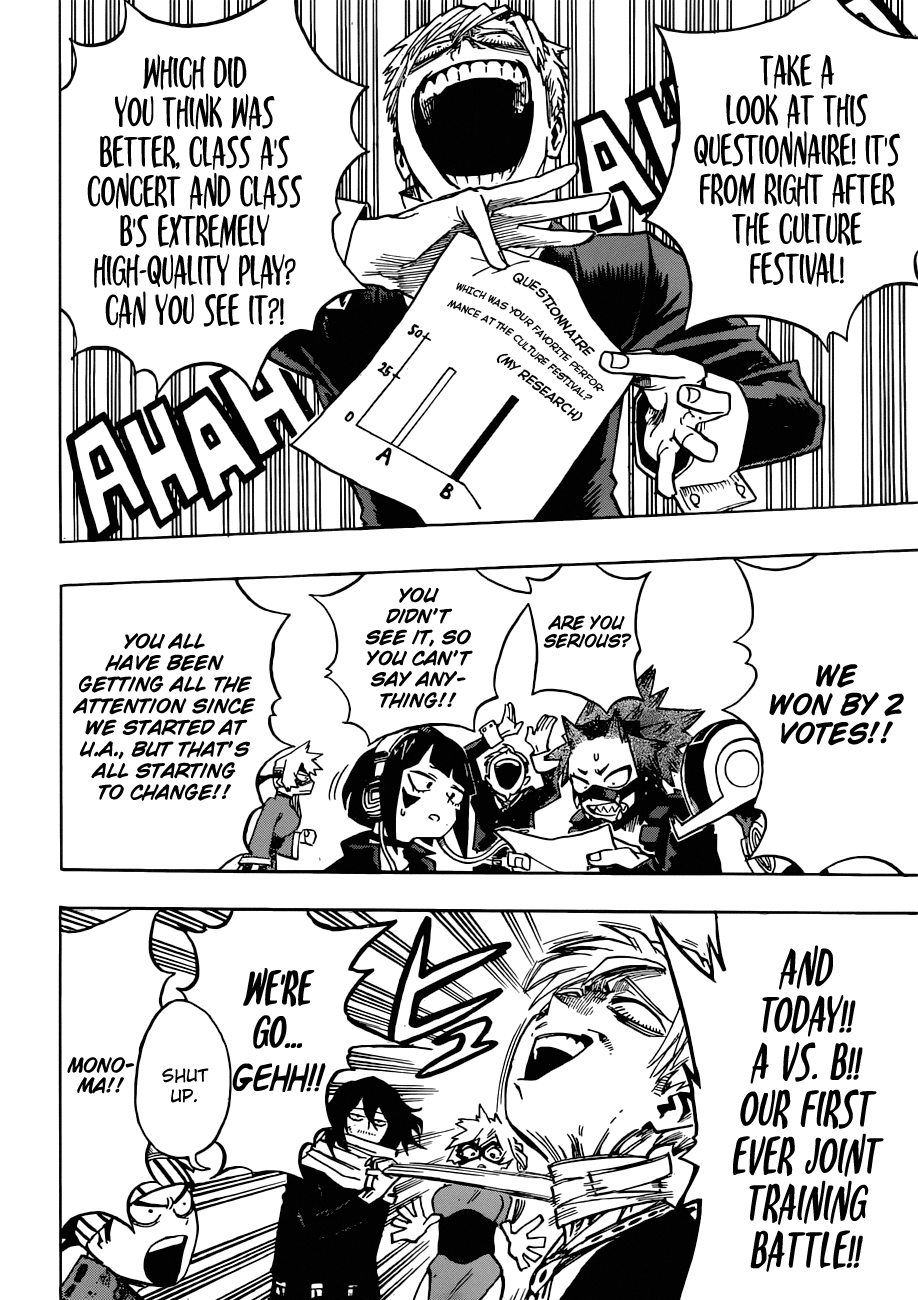 TAKE A
LOOK AT THIS
QUESTIONNAIRE! IT'S
FROM RIGHT AFTER
THE CULTURE
FESTIVAL!
AHAHAH
WHICH DID
YOU THINK WAS
BETTER, CLASS A'S
CONCERT AND CLASS
B'S EXTREMELY
HIGH-QUALITY PLAY?
CAN YOU SEE IT?!
QUESTIONNAIRE
WHICH WAS YOUR FAVORITE PERFOR-
MANCE AT THE CULTURE FESTIVAL?
(MY RESEARCH)
50
25
0
A
B
AH
WE
WON BY 2
VOTES!!
ARE YOU
SERIOUS?
YOU
DIDN'T
SEE IT, SO
YOU CAN'T
SAY ANY-
THING!!
YOU ALL
HAVE BEEN
GETTING ALL THE
ATTENTION SINCE
WE STARTED AT
U.A., BUT THAT'S
ALL STARTING
TO CHANGE!!
AND
TODAY!!
A VS. B!!
OUR FIRST
EVER JOINT
TRAINING
BATTLE!!
ビュ
WE'RE
GO...
GEHH!!
SHUT
UP.
MONO-
MA!!